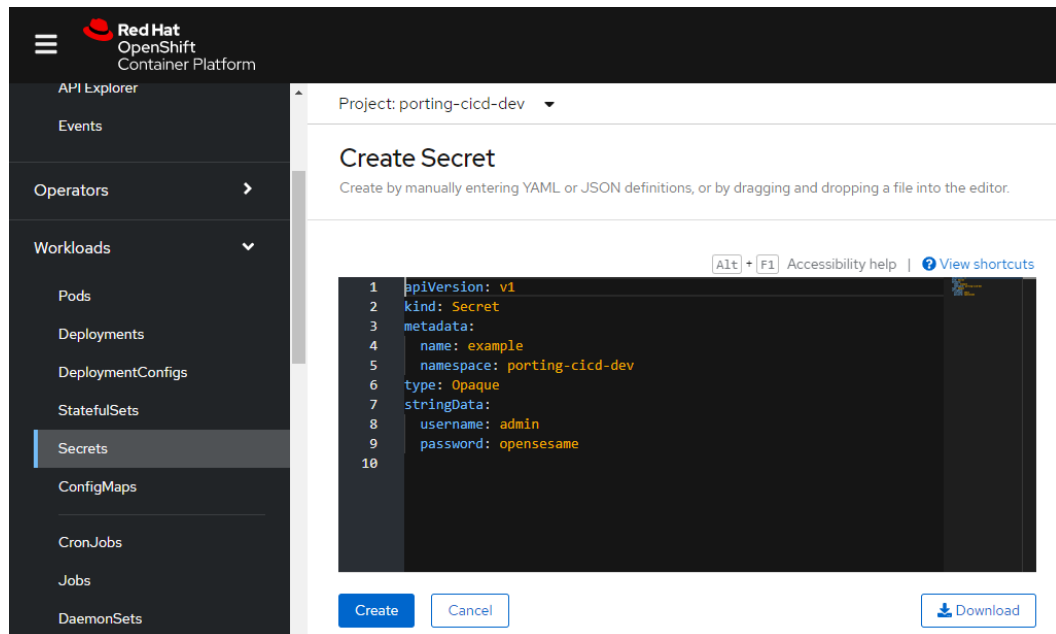 Red Hat
OpenShift
Container Platform
API Explorer
Events
Operators
Workloads
Pods
Deployments
DeploymentConfigs
StatefulSets
Secrets
ConfigMaps
CronJobs
Jobs
DaemonSets
Project: porting-cicd-dev
Create Secret
Create by manually entering YAML or JSON definitions, or by dragging and dropping a file into the editor.
Alt + F1 Accessibility help | View shortcuts
1 apiVersion: v1
2 kind: Secret
3 metadata:
4 name: example
5 namespace: porting-cicd-dev
6 type: Opaque
7 stringData:
8 username: admin
9 password: opensesame
10
Create Cancel Download